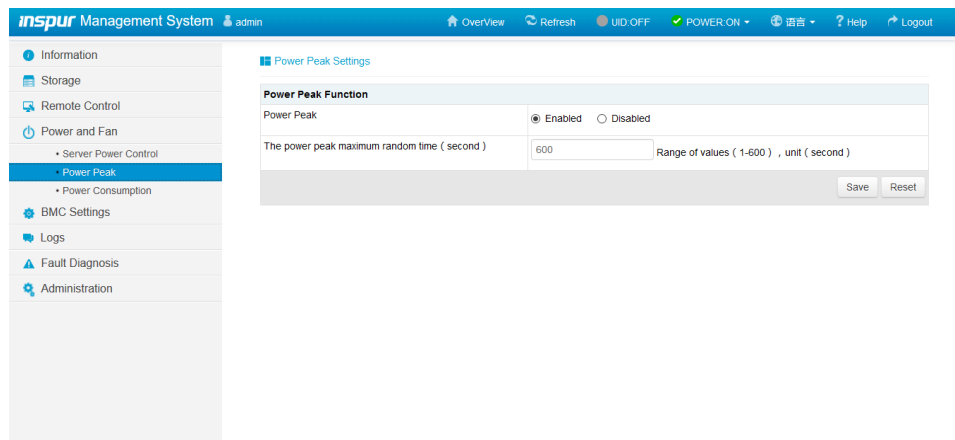 inspur Management System admin OverView Refresh UID:OFF POWER:ON 语言 Help Logout
Information
Storage
Remote Control
Power and Fan
• Server Power Control
• Power Peak
• Power Consumption
BMC Settings
Logs
Fault Diagnosis
Administration
Power Peak Settings
Power Peak Function
Power Peak Enabled Disabled
The power peak maximum random time ( second ) 600 Range of values ( 1-600 ) , unit ( second )
Save Reset